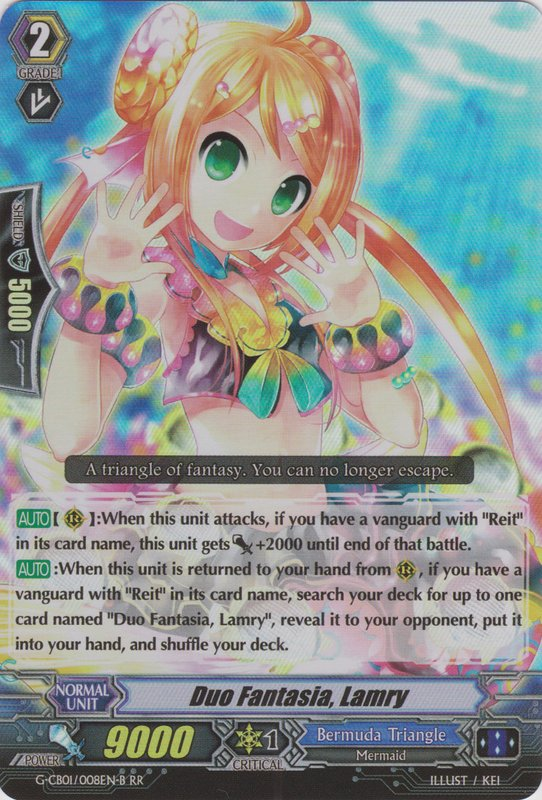 2
GRADE
SHIELD
5000
A triangle of fantasy. You can no longer escape.
AUTO [ R ]:When this unit attacks, if you have a vanguard with "Reit"
in its card name, this unit gets +2000 until end of that battle.
AUTO :When this unit is returned to your hand from R , if you have a
vanguard with "Reit" in its card name, search your deck for up to one
card named "Duo Fantasia, Lamry", reveal it to your opponent, put it
into your hand, and shuffle your deck.
NORMAL
UNIT
Duo Fantasia, Lamry
POWER
9000
1
CRITICAL
Bermuda Triangle
Mermaid
G-CB01/008EN-B RR
ILLUST / KEI